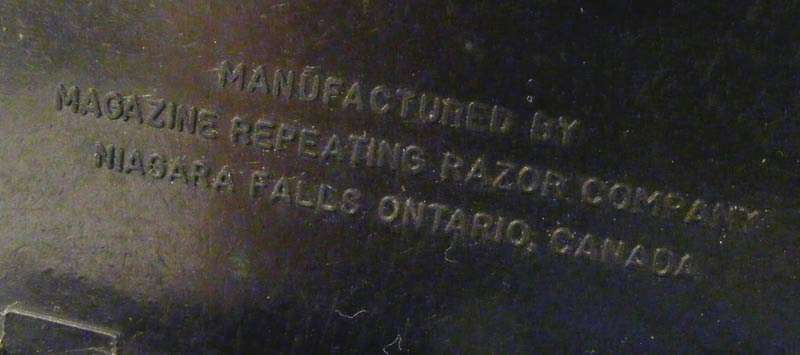 MANUFACTURED BY
MAGAZINE REPEATING RAZOR COMPANY
NIAGARA FALLS ONTARIO, CANADA